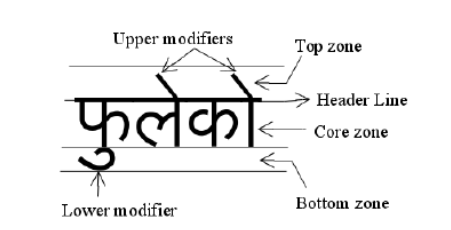 Upper modifiers
Top zone
Header Line
फुलेको
Core zone
Bottom zone
Lower modifier